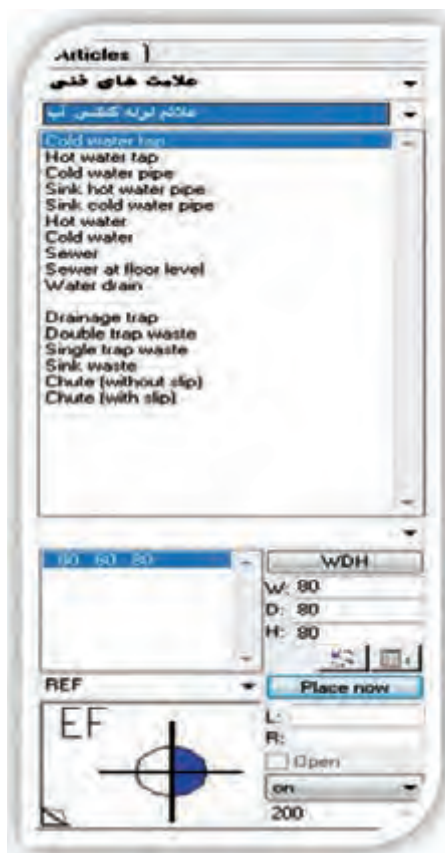 Articles
علامت های فنی
علائم لوله کشی آب
Cold water tap
Hot water tap
Cold water pipe
Sink hot water pipe
Sink cold water pipe
Hot water
Cold water
Sewer
Sewer at floor level
Water drain
Drainage trap
Double trap waste
Single trap waste
Sink waste
Chute (without slip)
Chute (with slip)
WDH
W: 80
D: 80
H: 80
REF
Place now
EF
L:
R:
Open
on
200